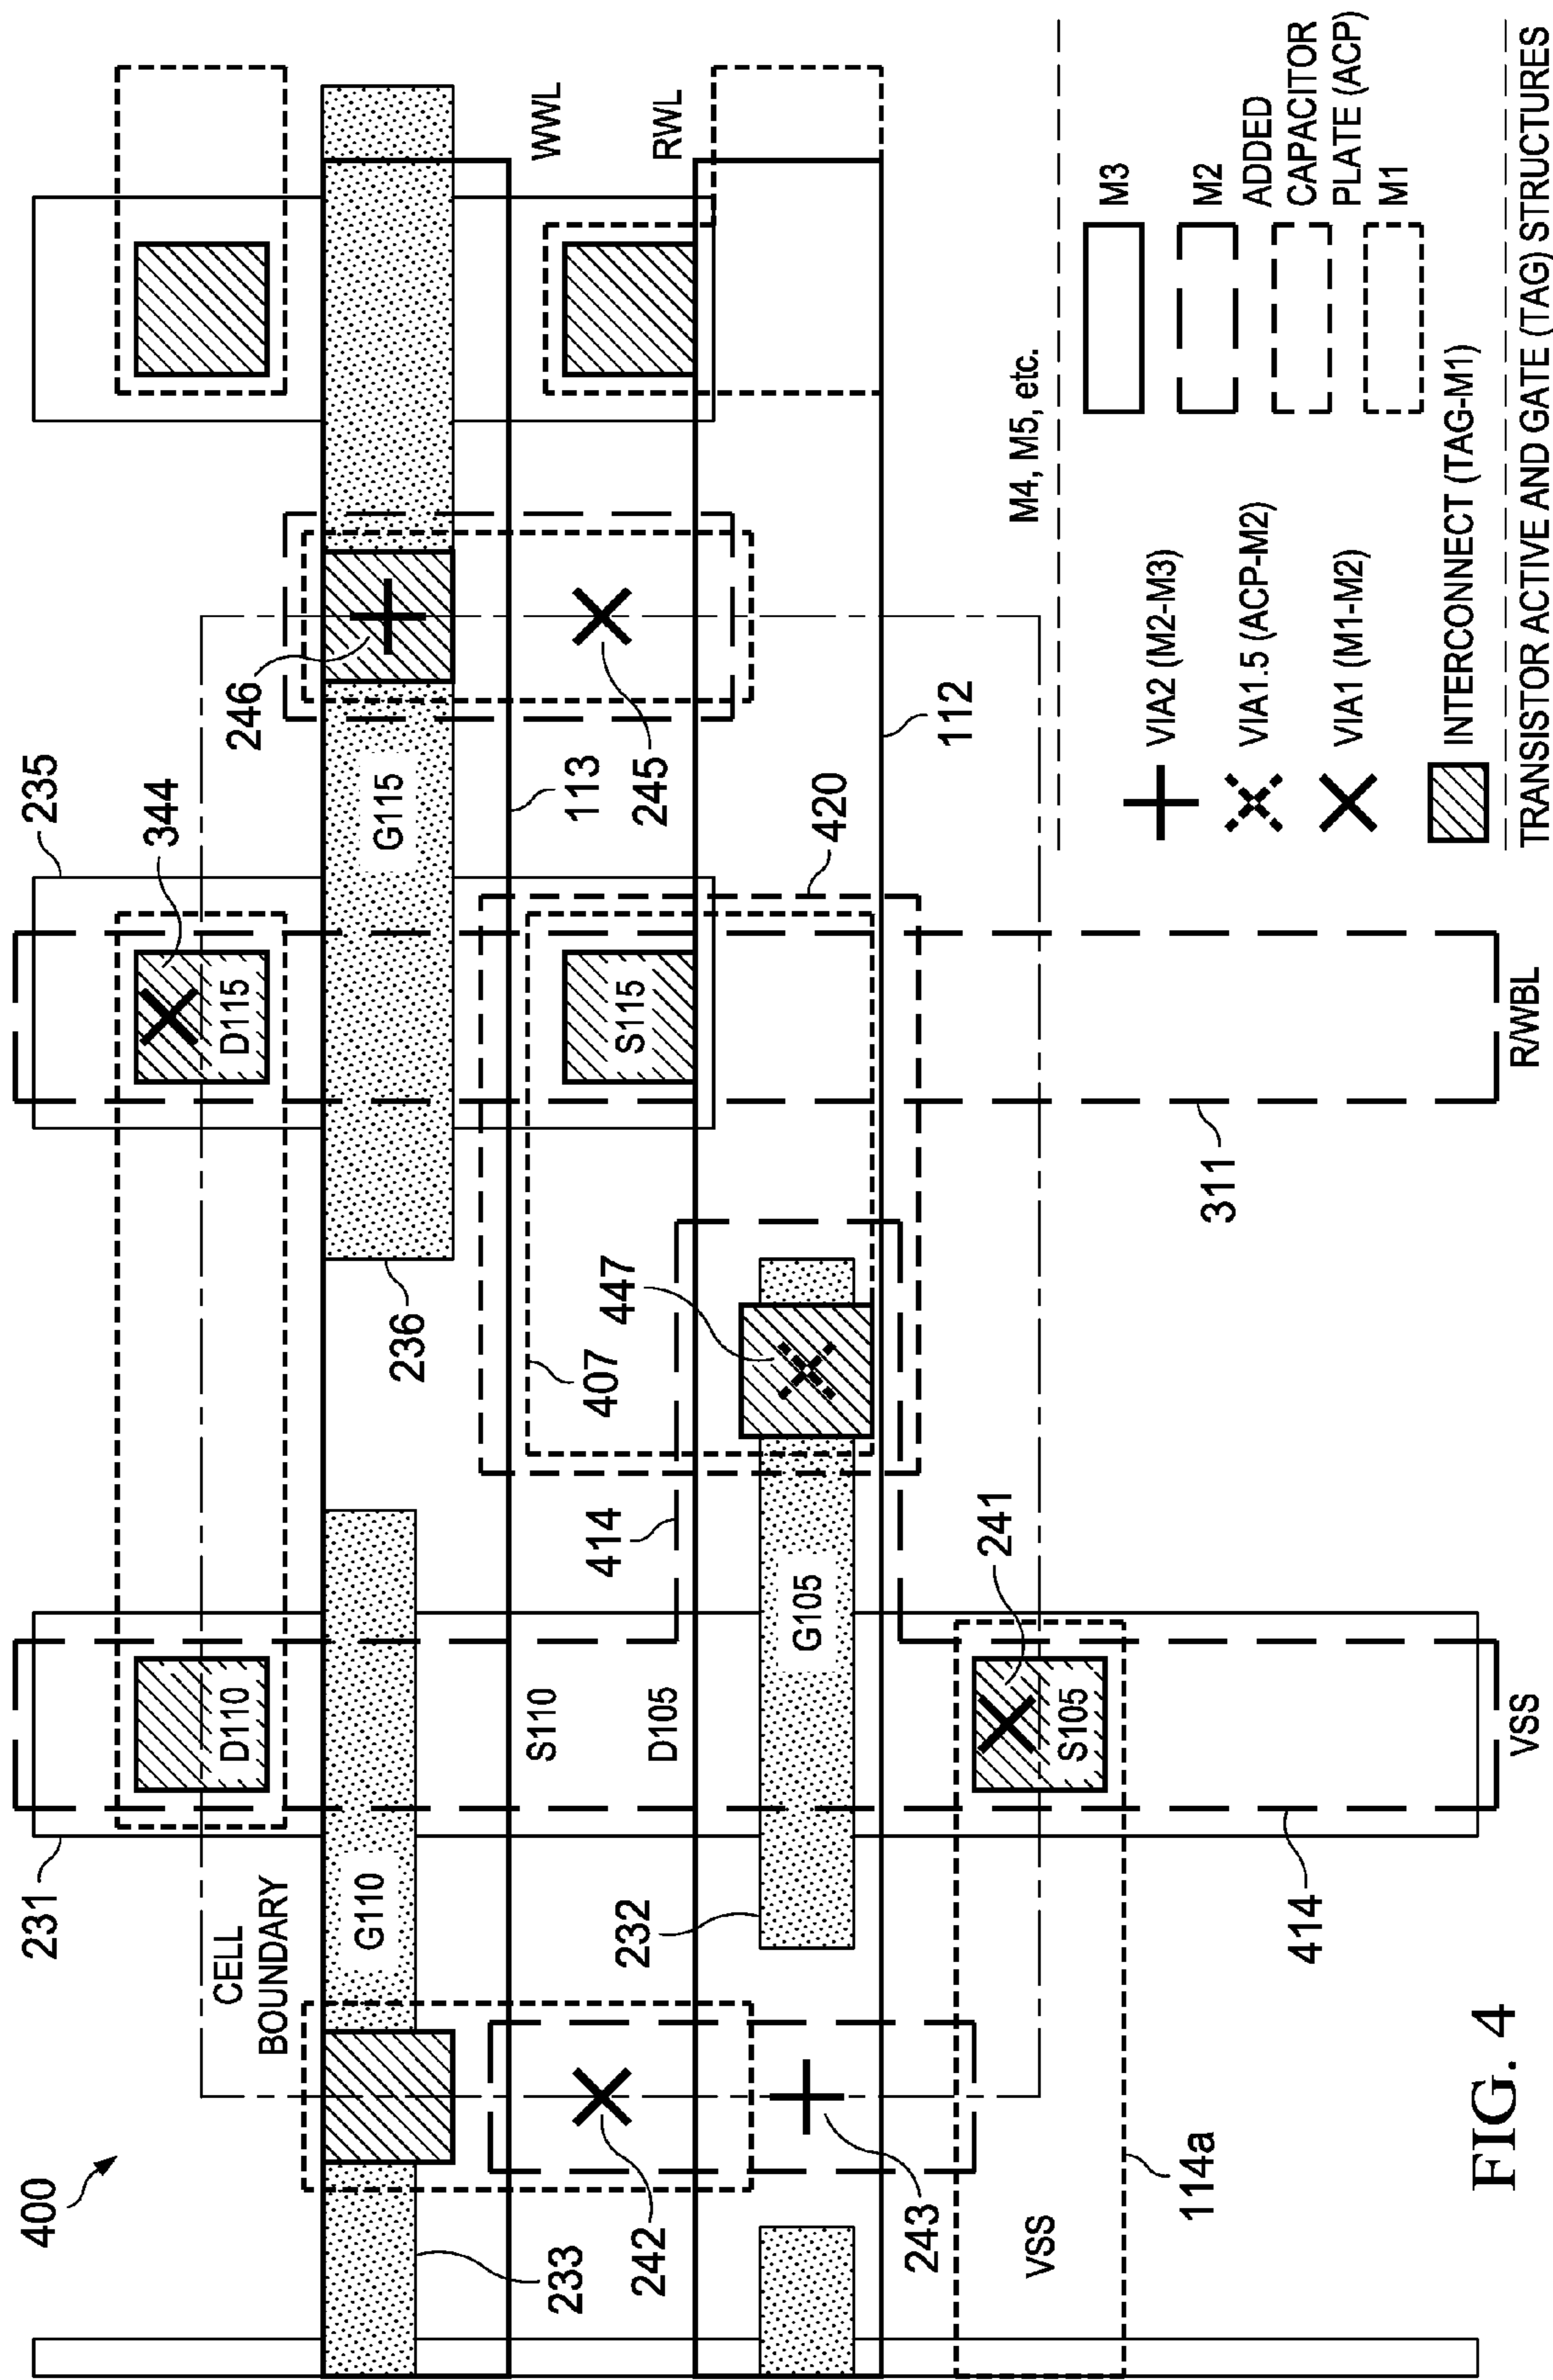 400
231
235
344
D110
D115
CELL
BOUNDARY
G110
G115
246
236
233
242
S110
D105
414
407
447
S115
113
245
WWL
RWL
232
G105
420
112
243
VSS
241
S105
114a
414
311
VSS
R/WBL
FIG. 4
M4, M5, etc.
VIA2 (M2-M3)
M3
VIA1.5 (ACP-M2)
M2
VIA1 (M1-M2)
ADDED
CAPACITOR
PLATE (ACP)
INTERCONNECT (TAG-M1)
M1
TRANSISTOR ACTIVE AND GATE (TAG) STRUCTURES